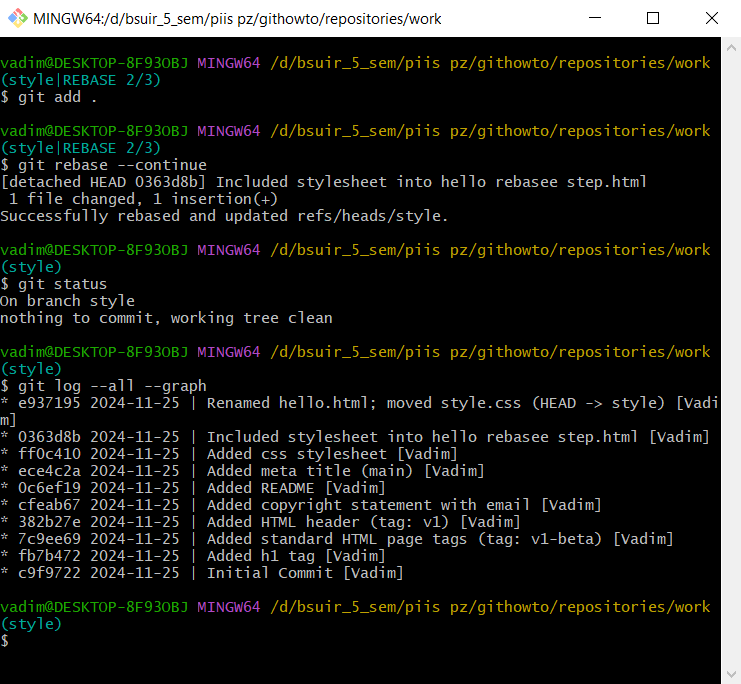 MINGW64:/d/bsuir_5_sem/piis pz/githowto/repositories/work
vadim@DESKTOP-8F93OBJ MINGW64 /d/bsuir_5_sem/piis pz/githowto/repositories/work
(style|REBASE 2/3)
$ git add .
vadim@DESKTOP-8F93OBJ MINGW64 /d/bsuir_5_sem/piis pz/githowto/repositories/work
(style|REBASE 2/3)
$ git rebase --continue
[detached HEAD 0363d8b] Included stylesheet into hello rebasee step.html
 1 file changed, 1 insertion(+)
Successfully rebased and updated refs/heads/style.
vadim@DESKTOP-8F93OBJ MINGW64 /d/bsuir_5_sem/piis pz/githowto/repositories/work
(style)
$ git status
On branch style
nothing to commit, working tree clean
vadim@DESKTOP-8F93OBJ MINGW64 /d/bsuir_5_sem/piis pz/githowto/repositories/work
(style)
$ git log --all --graph
* e937195 2024-11-25 | Renamed hello.html; moved style.css (HEAD -> style) [Vadi
m]
* 0363d8b 2024-11-25 | Included stylesheet into hello rebasee step.html [Vadim]
* ff0c410 2024-11-25 | Added css stylesheet [Vadim]
* ece4c2a 2024-11-25 | Added meta title (main) [Vadim]
* 0c6ef19 2024-11-25 | Added README [Vadim]
* cfeab67 2024-11-25 | Added copyright statement with email [Vadim]
* 382b27e 2024-11-25 | Added HTML header (tag: v1) [Vadim]
* 7c9ee69 2024-11-25 | Added standard HTML page tags (tag: v1-beta) [Vadim]
* fb7b472 2024-11-25 | Added h1 tag [Vadim]
* c9f9722 2024-11-25 | Initial Commit [Vadim]
vadim@DESKTOP-8F93OBJ MINGW64 /d/bsuir_5_sem/piis pz/githowto/repositories/work
(style)
$